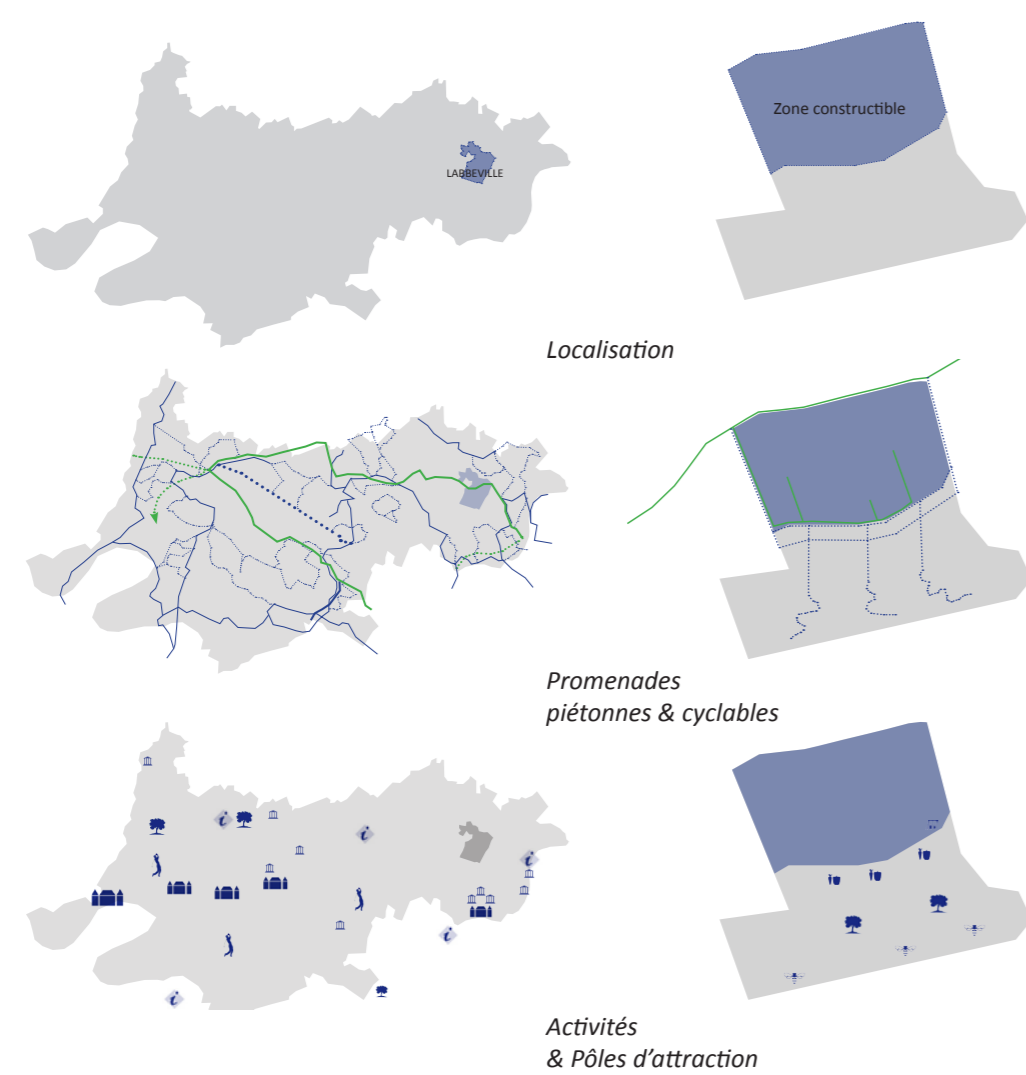 Zone constructible
LABBEVILLE
Localisation
Promenades
piétonnes & cyclables
i
i
i
i
i
Activités
& Pôles d'attraction